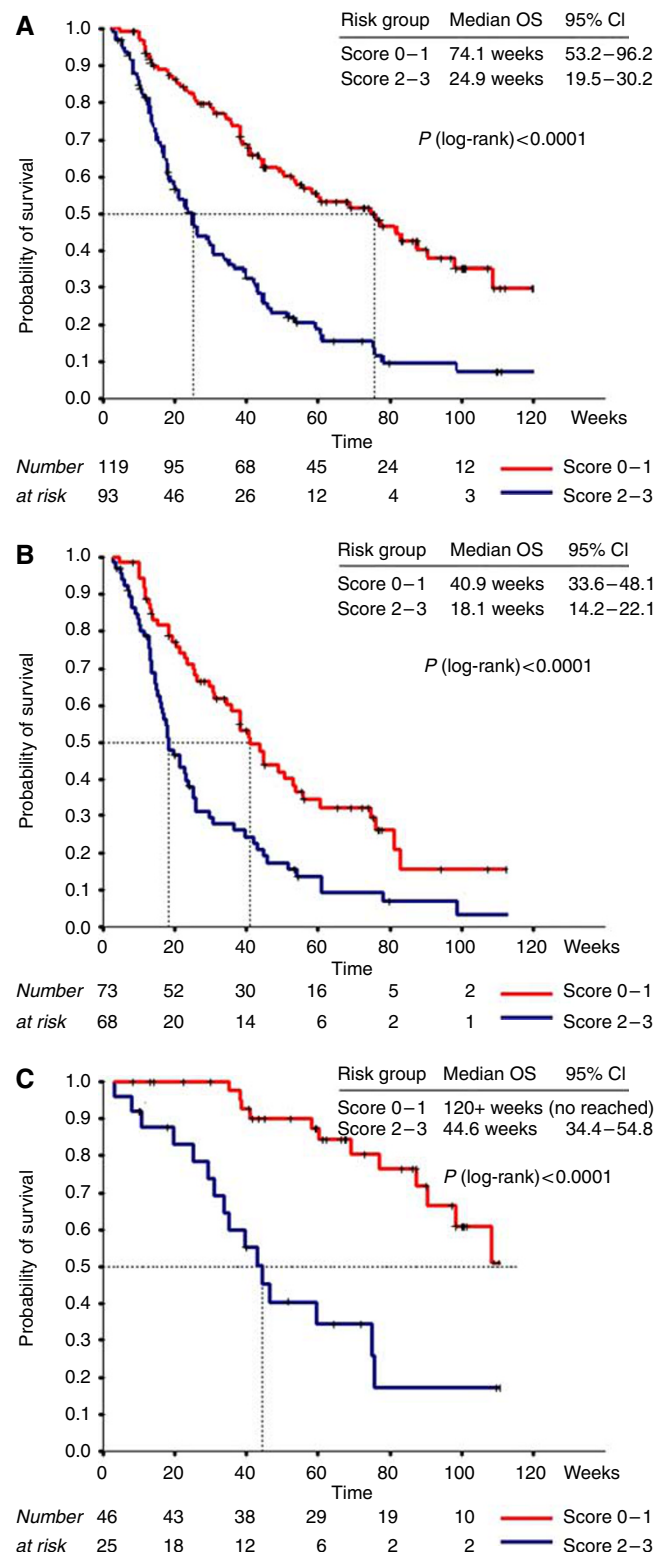 A
Risk group Median OS 95% CI
Score 0–1 74.1 weeks 53.2–96.2
Score 2–3 24.9 weeks 19.5–30.2
P (log-rank)<0.0001
Probability of survival
1.0
0.9
0.8
0.7
0.6
0.5
0.4
0.3
0.2
0.1
0.0
0 20 40 60 80 100 120 Weeks
Time
Number 119 95 68 45 24 12 Score 0–1
at risk 93 46 26 12 4 3 Score 2–3
B
Risk group Median OS 95% CI
Score 0–1 40.9 weeks 33.6–48.1
Score 2–3 18.1 weeks 14.2–22.1
P (log-rank)<0.0001
Probability of survival
1.0
0.9
0.8
0.7
0.6
0.5
0.4
0.3
0.2
0.1
0.0
0 20 40 60 80 100 120 Weeks
Time
Number 73 52 30 16 5 2 Score 0–1
at risk 68 20 14 6 2 1 Score 2–3
C
Risk group Median OS 95% CI
Score 0–1 120+ weeks (no reached)
Score 2–3 44.6 weeks 34.4–54.8
P (log-rank)<0.0001
Probability of survival
1.0
0.9
0.8
0.7
0.6
0.5
0.4
0.3
0.2
0.1
0.0
0 20 40 60 80 100 120 Weeks
Time
Number 46 43 38 29 19 10 Score 0–1
at risk 25 18 12 6 2 2 Score 2–3